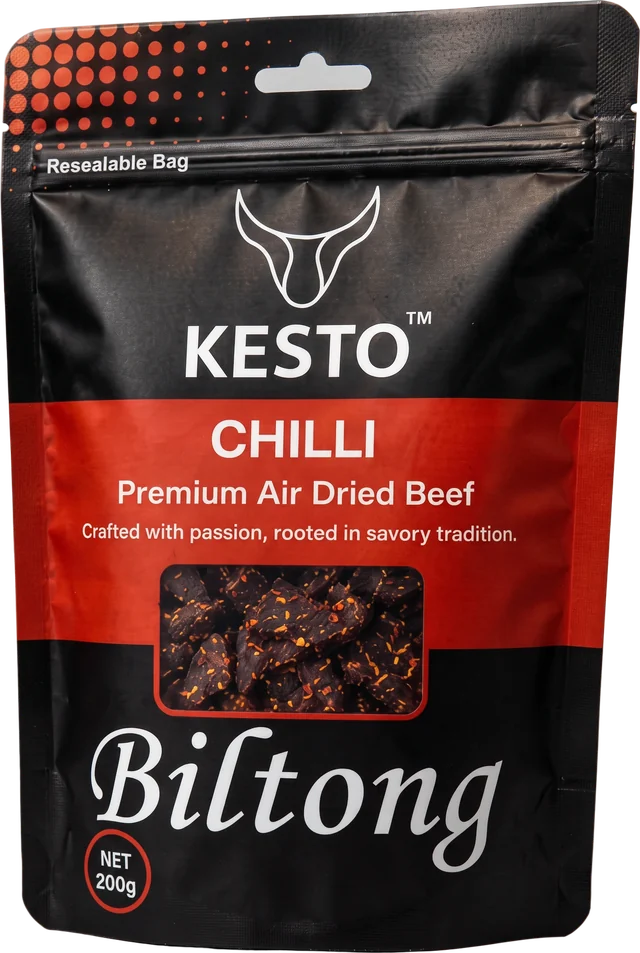 Resealable Bag
KESTO™
CHILLI
Premium Air Dried Beef
Crafted with passion, rooted in savory tradition.
Biltong
NET
200g